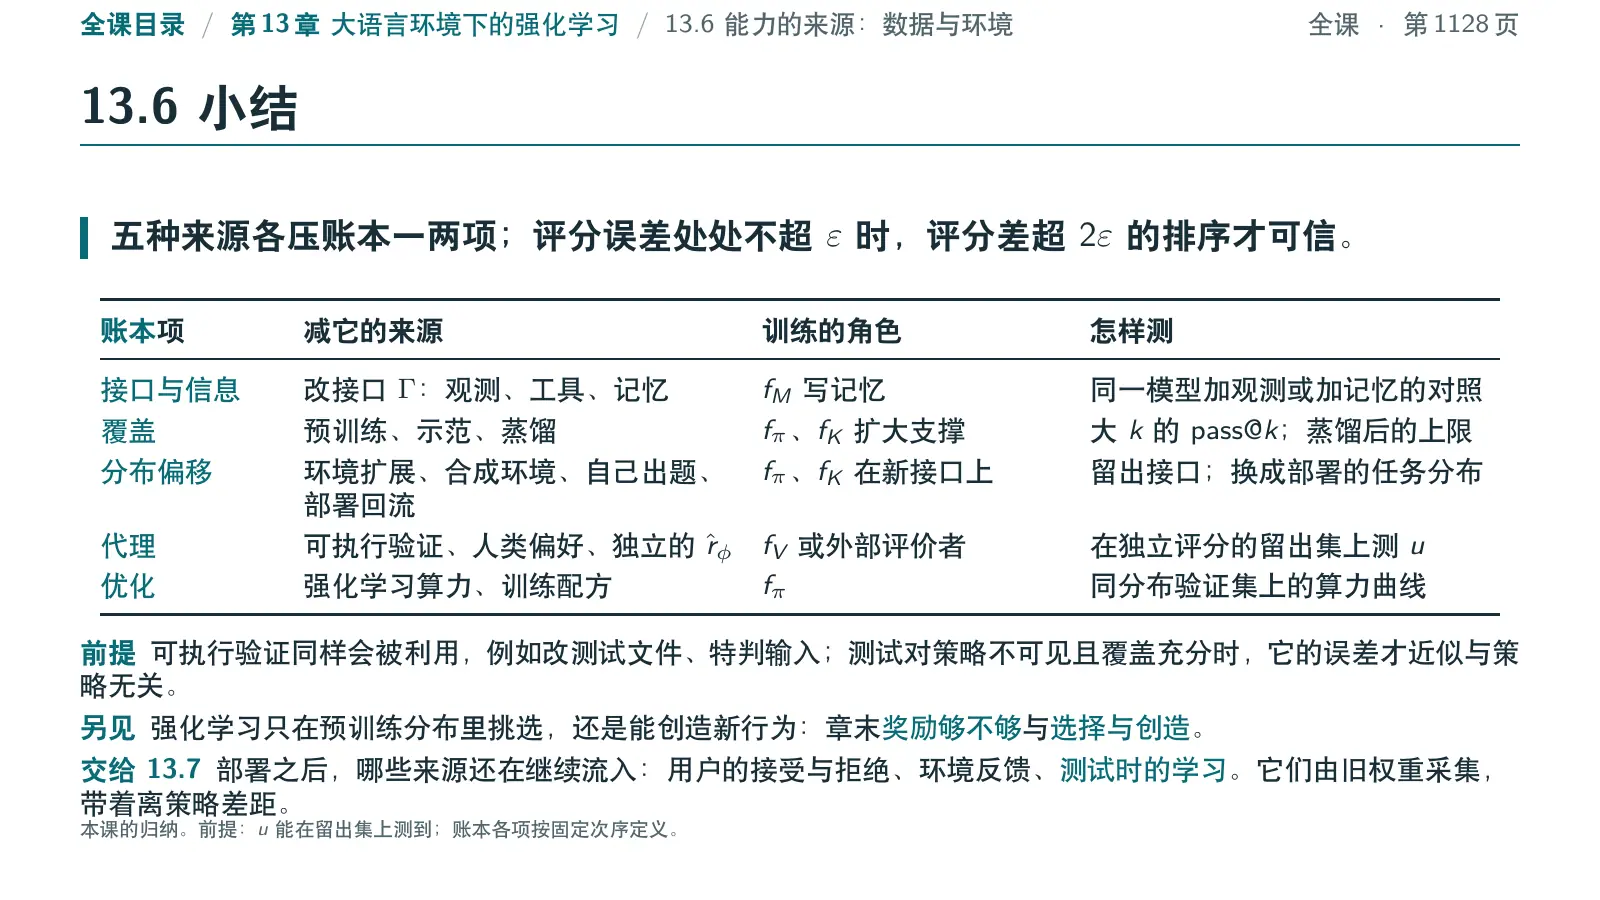 全课目录 / 第 13 章 大语言环境下的强化学习 / 13.6 能力的来源：数据与环境 全课 · 第 1128 页
13.6 小结
五种来源各压账本一两项；评分误差处处不超 ε 时，评分差超 2ε 的排序才可信。
账本项 减它的来源 训练的角色 怎样测
接口与信息 改接口 Γ：观测、工具、记忆 f_M 写记忆 同一模型加观测或加记忆的对照
覆盖 预训练、示范、蒸馏 f_π、f_K 扩大支撑 大 k 的 pass@k；蒸馏后的上限
分布偏移 环境扩展、合成环境、自己出题、 f_π、f_K 在新接口上 留出接口；换成部署的任务分布
部署回流
代理 可执行验证、人类偏好、独立的 r̂_ϕ f_V 或外部评价者 在独立评分的留出集上测 u
优化 强化学习算力、训练配方 f_π 同分布验证集上的算力曲线
前提 可执行验证同样会被利用，例如改测试文件、特判输入；测试对策略不可见且覆盖充分时，它的误差才近似与策
略无关。
另见 强化学习只在预训练分布里挑选，还是能创造新行为：章末奖励够不够与选择与创造。
交给 13.7 部署之后，哪些来源还在继续流入：用户的接受与拒绝、环境反馈、测试时的学习。它们由旧权重采集，
带着离策略差距。
本课的归纳。前提：u 能在留出集上测到；账本各项按固定次序定义。